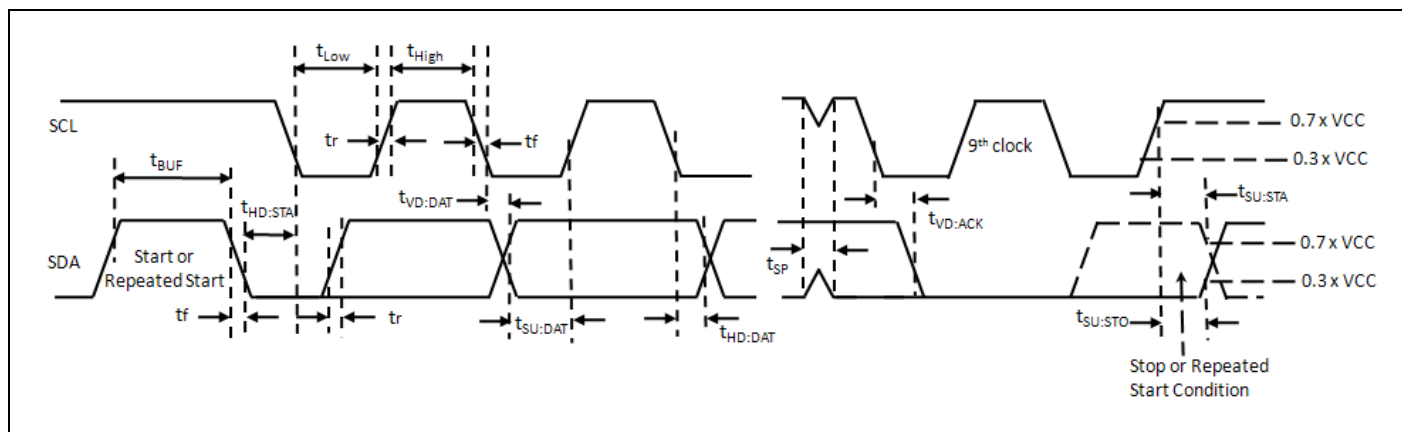 tLow
tHigh
SCL
tr
tf
9th clock
0.7 x VCC
0.3 x VCC
tBUF
tHD:STA
tVD:DAT
tVD:ACK
tSU:STA
SDA
Start or
Repeated Start
tSP
0.7 x VCC
0.3 x VCC
tf
tr
tSU:DAT
tHD:DAT
tSU:STO
Stop or Repeated
Start Condition